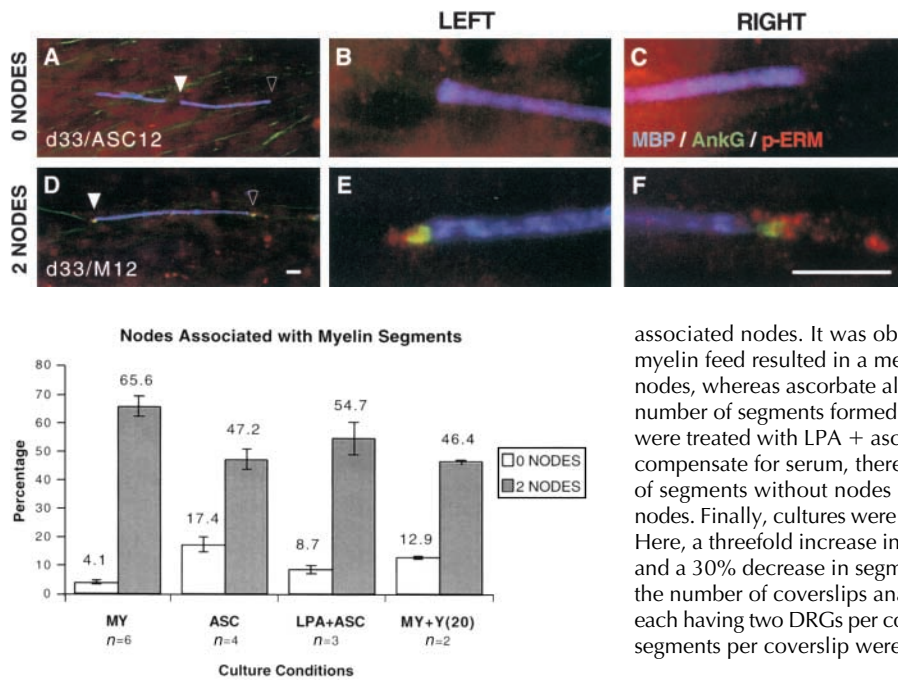 LEFT
RIGHT
0 NODES
A
B
C
d33/ASC12
MBP / AnkG / p-ERM
2 NODES
D
E
F
d33/M12
Nodes Associated with Myelin Segments
Percentage
80
70
60
50
40
30
20
10
0
65.6
47.2
54.7
46.4
4.1
17.4
8.7
12.9
0 NODES
2 NODES
MY
ASC
LPA+ASC
MY+Y(20)
n=6
n=4
n=3
n=2
Culture Conditions
associated nodes. It was ob
myelin feed resulted in a me
nodes, whereas ascorbate al
number of segments formed
were treated with LPA + asc
compensate for serum, there
of segments without nodes
nodes. Finally, cultures were
Here, a threefold increase in
and a 30% decrease in segm
the number of coverslips ana
each having two DRGs per co
segments per coverslip were